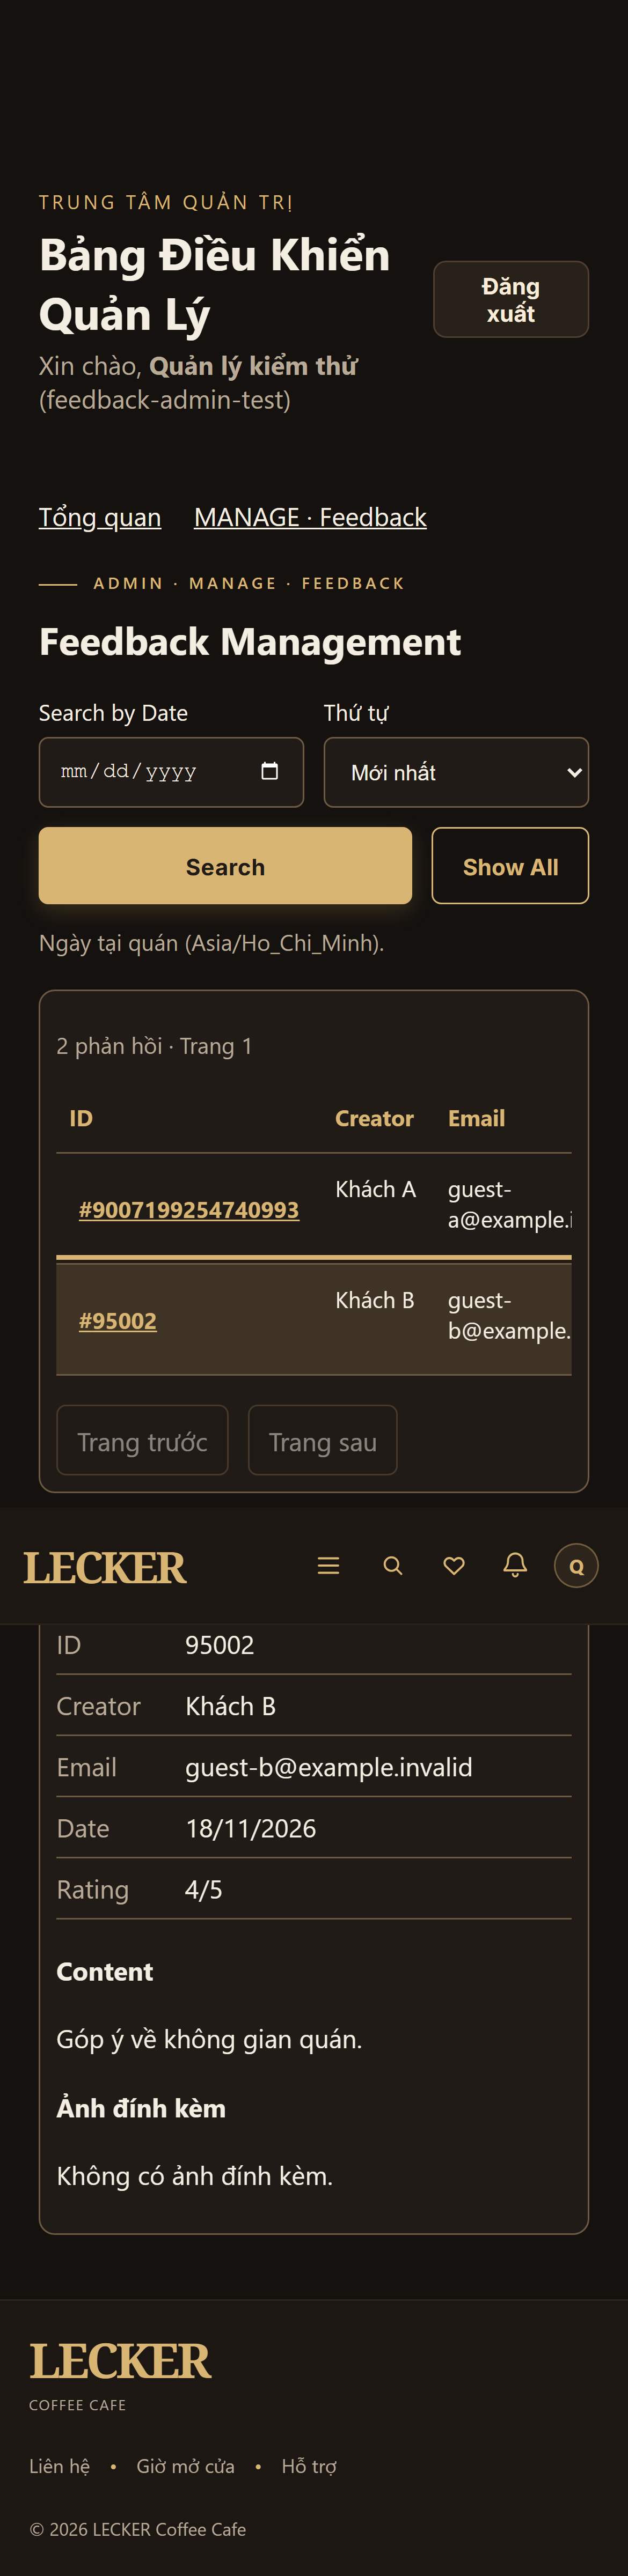 TRUNG TÂM QUẢN TRỊ
Bảng Điều Khiển
Quản Lý
Đăng
xuất
Xin chào, Quản lý kiểm thử
(feedback-admin-test)
Tổng quan MANAGE · Feedback
ADMIN · MANAGE · FEEDBACK
Feedback Management
Search by Date Thứ tự
mm/dd/yyyy Mới nhất
Search Show All
Ngày tại quán (Asia/Ho_Chi_Minh).
2 phản hồi · Trang 1
ID Creator Email
#9007199254740993 Khách A guest-
a@example.i
#95002 Khách B guest-
b@example.
Trang trước Trang sau
LECKER Q
ID 95002
Creator Khách B
Email guest-b@example.invalid
Date 18/11/2026
Rating 4/5
Content
Góp ý về không gian quán.
Ảnh đính kèm
Không có ảnh đính kèm.
LECKER
COFFEE CAFE
Liên hệ • Giờ mở cửa • Hỗ trợ
© 2026 LECKER Coffee Cafe